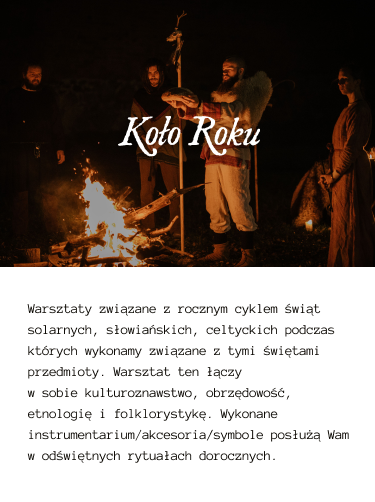 Koło Roku
Warsztaty związane z rocznym cyklem świąt
solarnych, słowiańskich, celtyckich podczas
których wykonamy związane z tymi świętami
przedmioty. Warsztat ten łączy
w sobie kulturoznawstwo, obrzędowość,
etnologię i folklorystykę. Wykonane
instrumentarium/akcesoria/symbole posłużą Wam
w odświętnych rytuałach dorocznych.